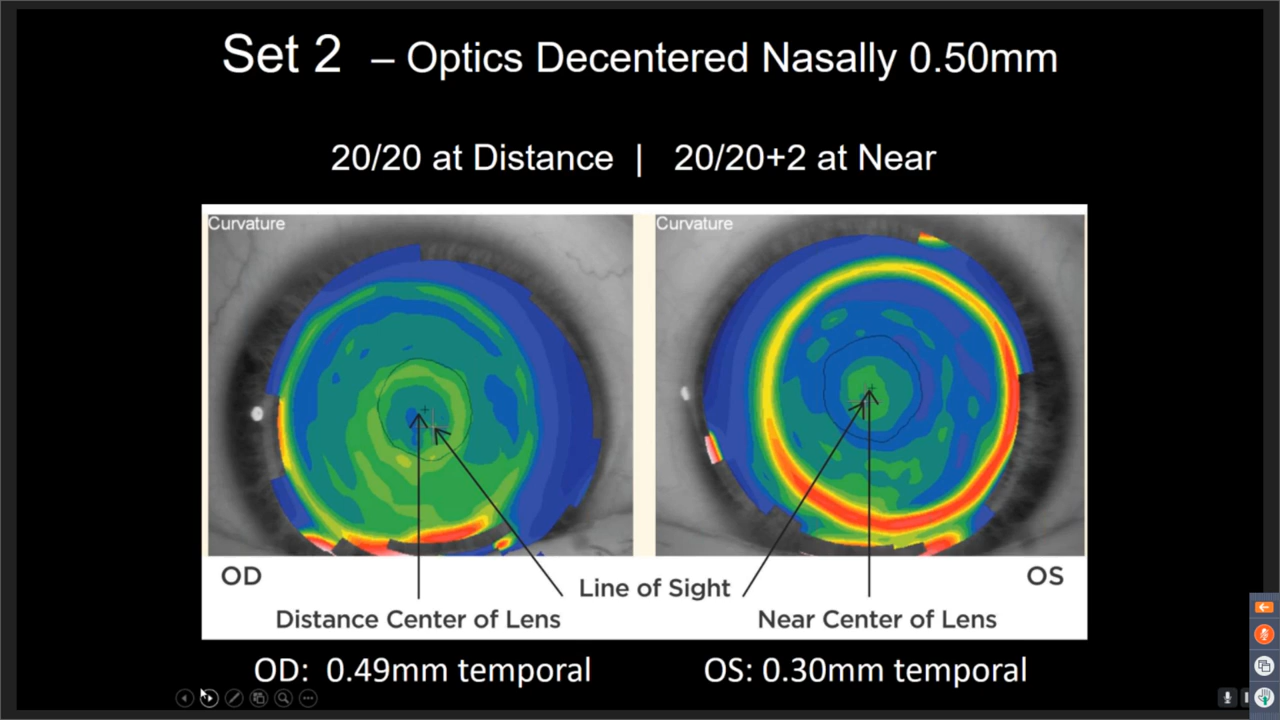 Set 2 – Optics Decentered Nasally 0.50mm
20/20 at Distance | 20/20+2 at Near
Curvature
Curvature
OD
OS
Line of Sight
Distance Center of Lens
Near Center of Lens
OD: 0.49mm temporal
OS: 0.30mm temporal